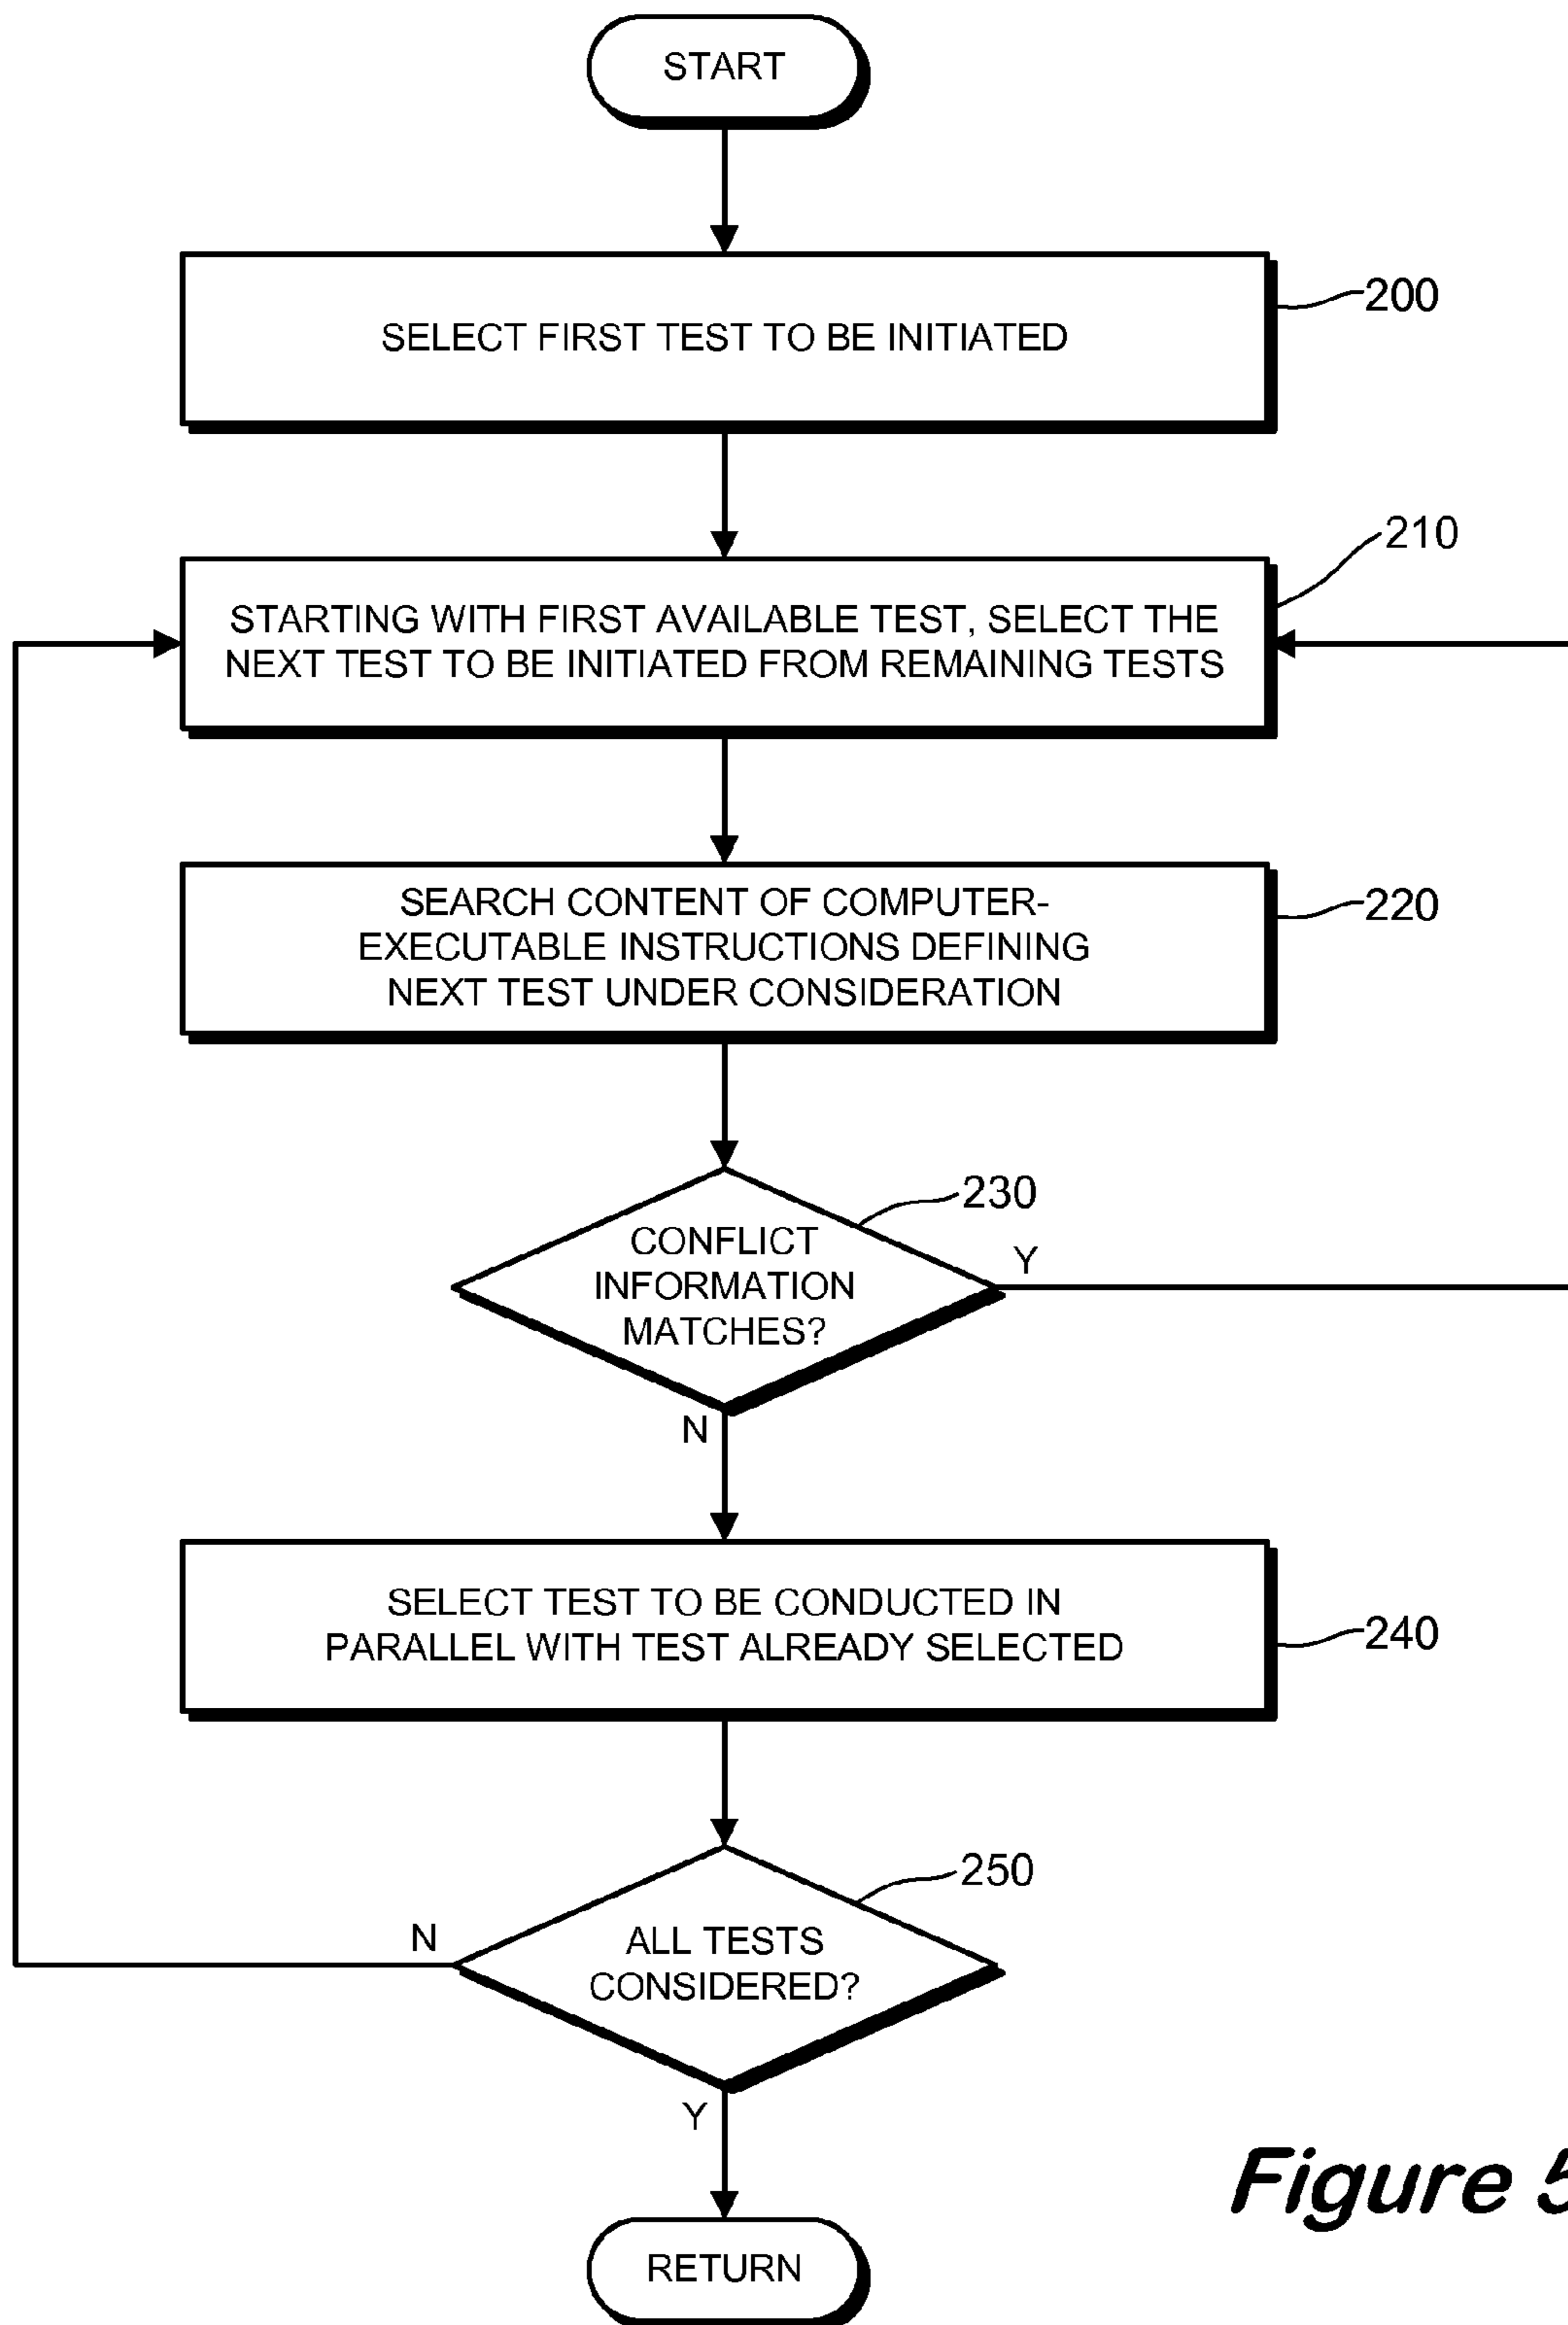 START
SELECT FIRST TEST TO BE INITIATED
200
210
STARTING WITH FIRST AVAILABLE TEST, SELECT THE
NEXT TEST TO BE INITIATED FROM REMAINING TESTS
SEARCH CONTENT OF COMPUTER-
EXECUTABLE INSTRUCTIONS DEFINING
NEXT TEST UNDER CONSIDERATION
220
230
CONFLICT
INFORMATION
MATCHES?
Y
N
SELECT TEST TO BE CONDUCTED IN
PARALLEL WITH TEST ALREADY SELECTED
240
250
N
ALL TESTS
CONSIDERED?
Y
Figure 5
RETURN